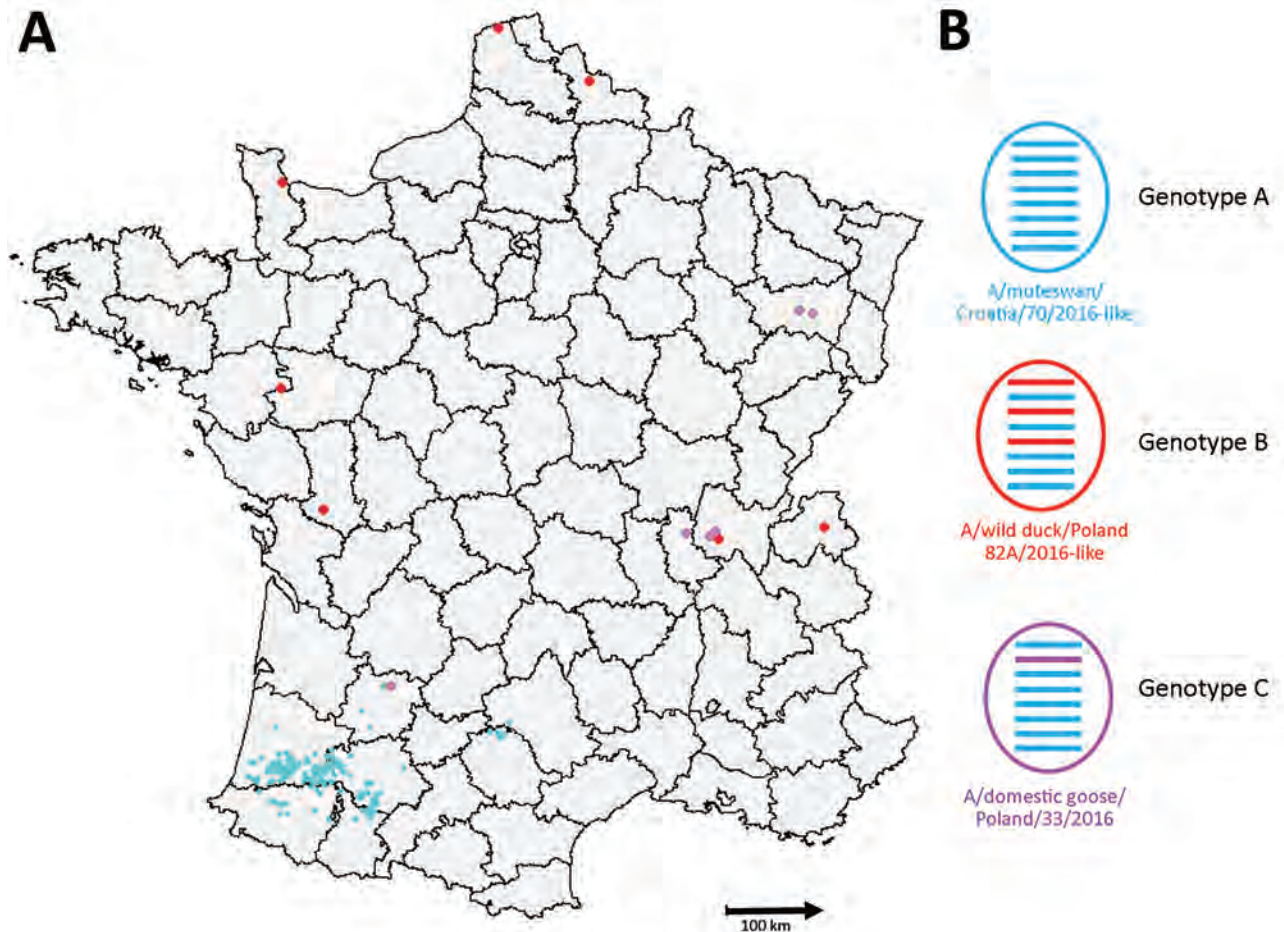 A
B
Genotype A
A/muteswan/
Croatia/70/2016-like
Genotype B
A/wild duck/Poland
82A/2016-like
Genotype C
A/domestic goose/
Poland/33/2016
100 km